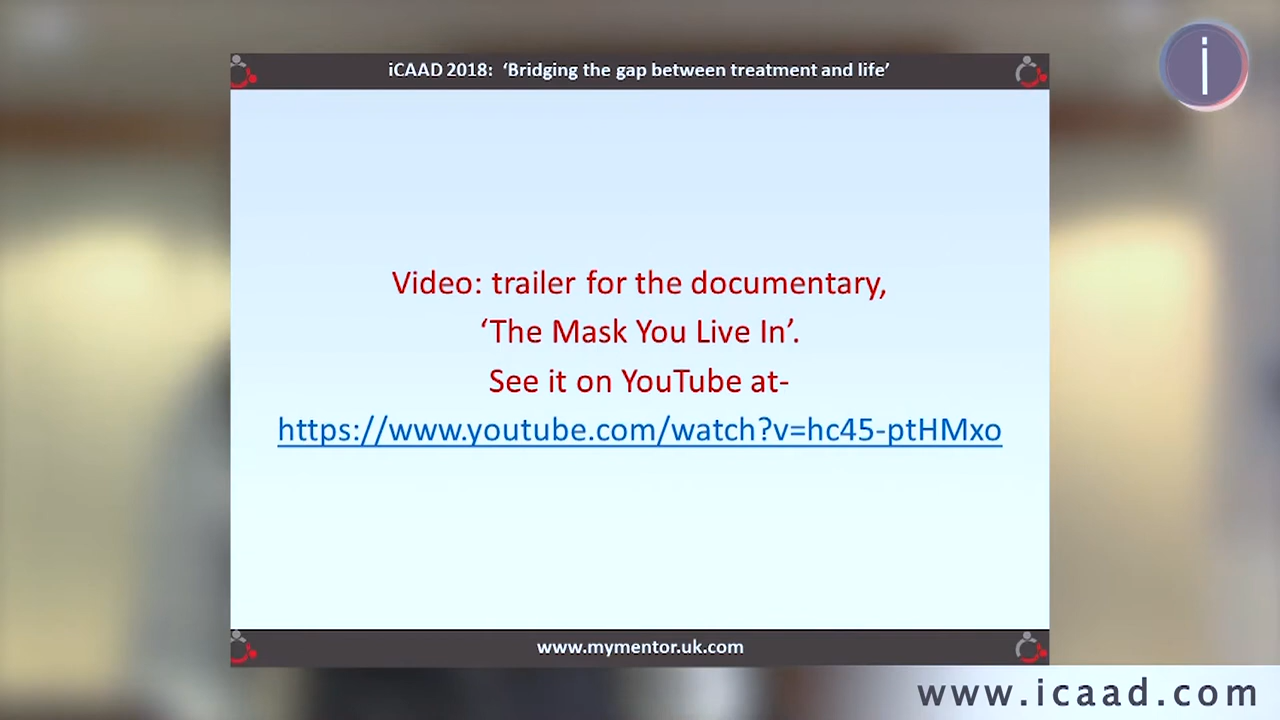 iCAAD 2018: ‘Bridging the gap between treatment and life’
i
Video: trailer for the documentary,
‘The Mask You Live In’.
See it on YouTube at-
https://www.youtube.com/watch?v=hc45-ptHMxo
www.mymentor.uk.com
www.icaad.com